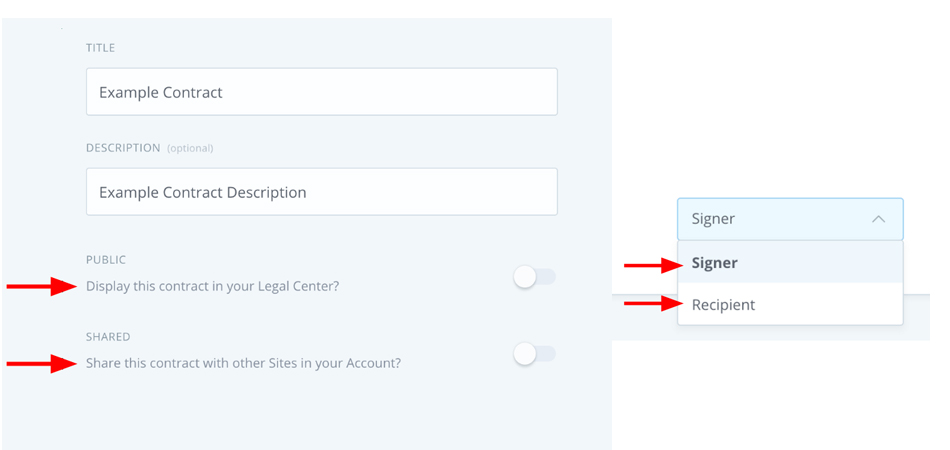 TITLE
Example Contract
DESCRIPTION (optional)
Example Contract Description
PUBLIC
Display this contract in your Legal Center?
SHARED
Share this contract with other Sites in your Account?
Signer
Signer
Recipient